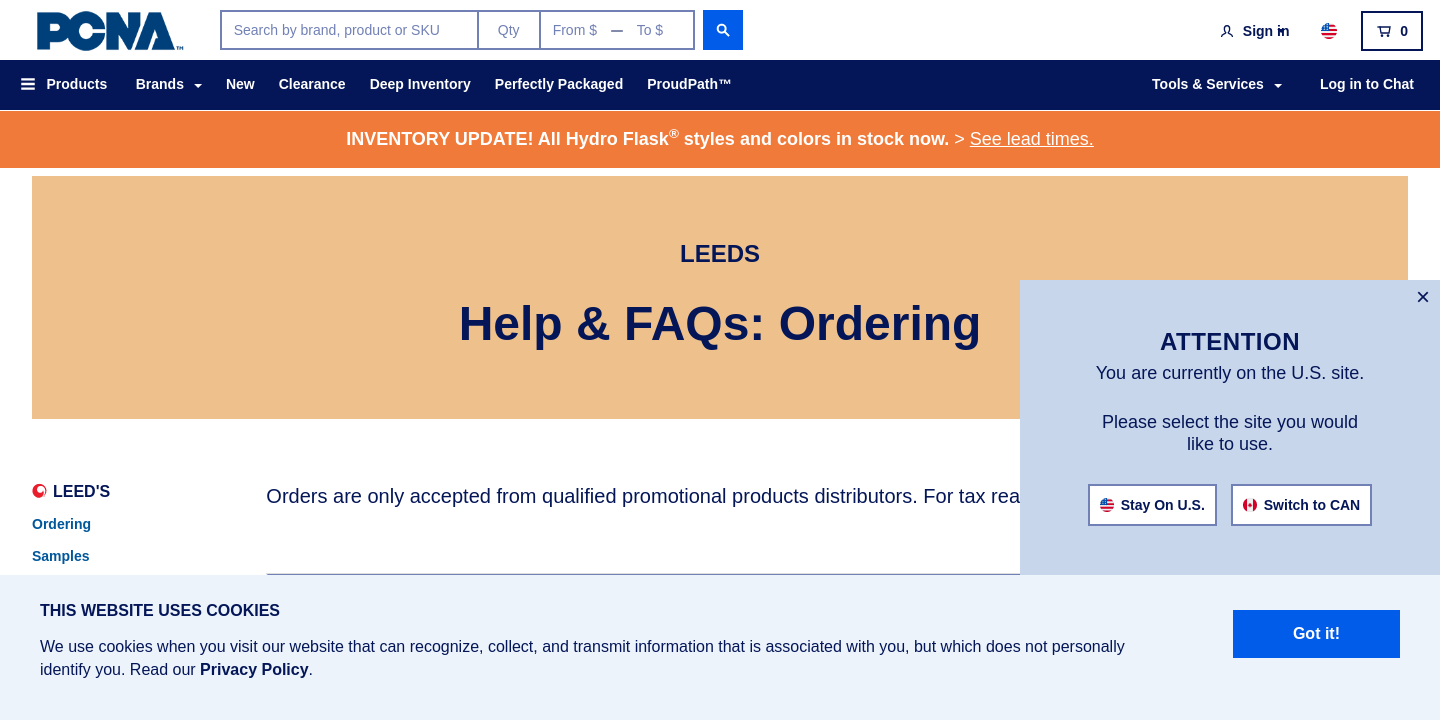 PCNA™
Search by brand, product or SKU
Qty
From $ — To $
Sign in
0
Products
Brands
New
Clearance
Deep Inventory
Perfectly Packaged
ProudPath™
Tools & Services
Log in to Chat
INVENTORY UPDATE! All Hydro Flask® styles and colors in stock now. > See lead times.
LEEDS
Help & FAQs: Ordering
×
ATTENTION
You are currently on the U.S. site.
Please select the site you would
like to use.
Stay On U.S.
Switch to CAN
LEED'S
Ordering
Samples
Orders are only accepted from qualified promotional products distributors. For tax rea
THIS WEBSITE USES COOKIES
We use cookies when you visit our website that can recognize, collect, and transmit information that is associated with you, but which does not personally
identify you. Read our Privacy Policy.
Got it!